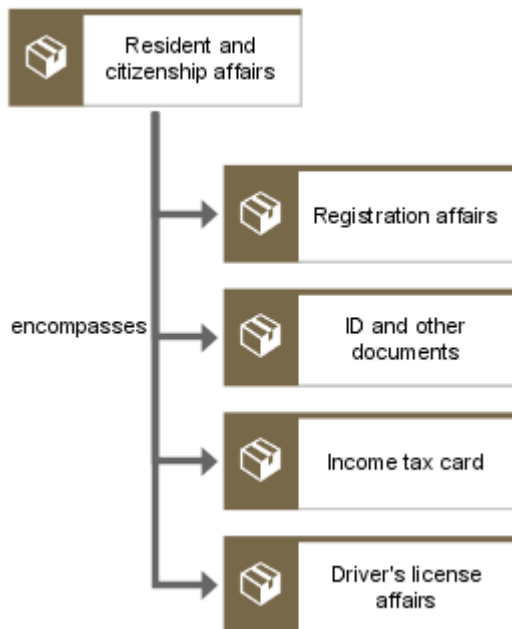 Resident and
citizenship affairs
Registration affairs
encompasses
ID and other
documents
Income tax card
Driver's license
affairs